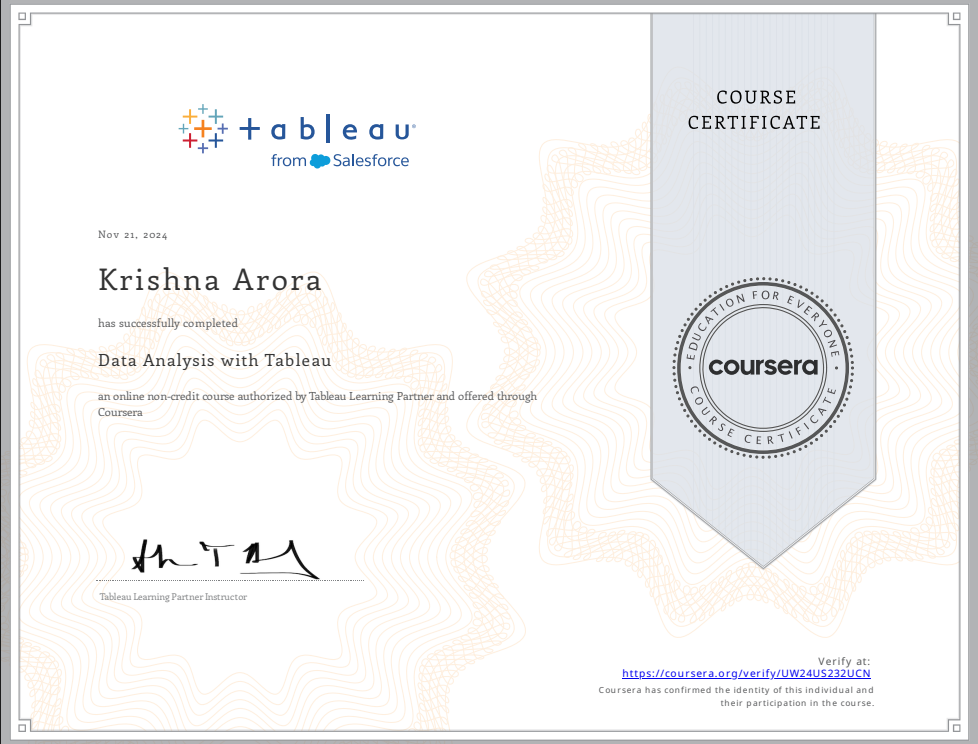 tableau
from Salesforce
COURSE
CERTIFICATE
Nov 21, 2024
Krishna Arora
has successfully completed
Data Analysis with Tableau
an online non-credit course authorized by Tableau Learning Partner and offered through
Coursera
EDUCATION FOR EVERYONE
coursera
COURSE CERTIFICATE
Tableau Learning Partner Instructor
Verify at:
https://coursera.org/verify/UW24US232UCN
Coursera has confirmed the identity of this individual and
their participation in the course.